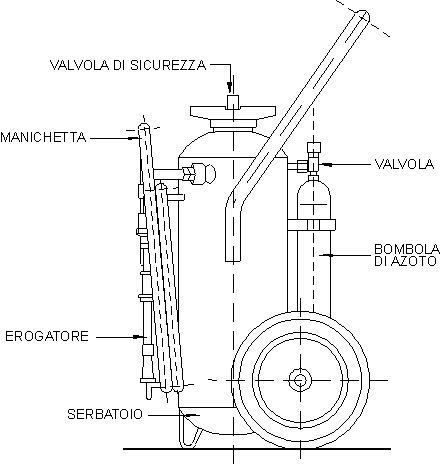 VALVOLA DI SICUREZZA
MANICHETTA
VALVOLA
BOMBOLA
DI AZOTO
EROGATORE
SERBATOIO